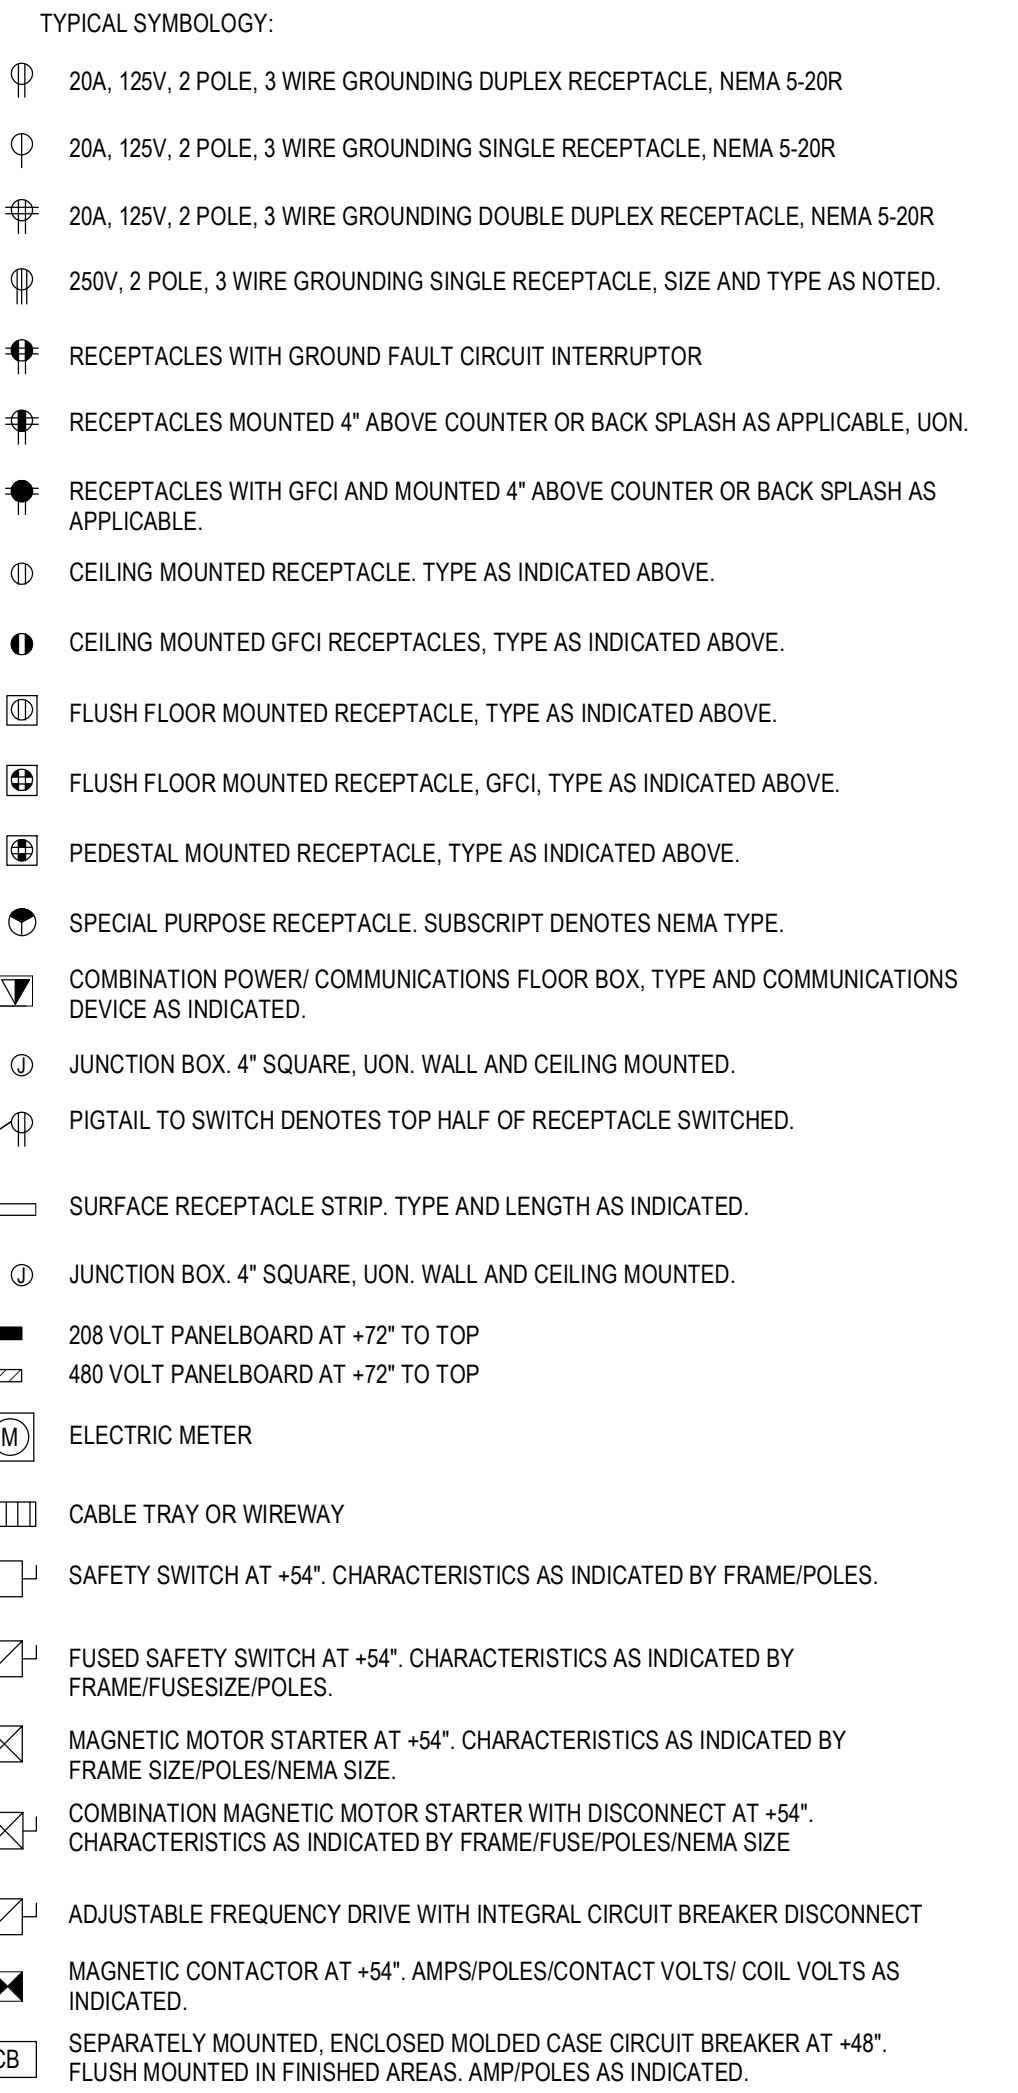 TYPICAL SYMBOLOGY:
20A, 125V, 2 POLE, 3 WIRE GROUNDING DUPLEX RECEPTACLE, NEMA 5-20R
20A, 125V, 2 POLE, 3 WIRE GROUNDING SINGLE RECEPTACLE, NEMA 5-20R
20A, 125V, 2 POLE, 3 WIRE GROUNDING DOUBLE DUPLEX RECEPTACLE, NEMA 5-20R
250V, 2 POLE, 3 WIRE GROUNDING SINGLE RECEPTACLE, SIZE AND TYPE AS NOTED.
RECEPTACLES WITH GROUND FAULT CIRCUIT INTERRUPTOR
RECEPTACLES MOUNTED 4" ABOVE COUNTER OR BACK SPLASH AS APPLICABLE, UON.
RECEPTACLES WITH GFCI AND MOUNTED 4" ABOVE COUNTER OR BACK SPLASH AS
APPLICABLE.
CEILING MOUNTED RECEPTACLE. TYPE AS INDICATED ABOVE.
CEILING MOUNTED GFCI RECEPTACLES, TYPE AS INDICATED ABOVE.
FLUSH FLOOR MOUNTED RECEPTACLE, TYPE AS INDICATED ABOVE.
FLUSH FLOOR MOUNTED RECEPTACLE, GFCI, TYPE AS INDICATED ABOVE.
PEDESTAL MOUNTED RECEPTACLE, TYPE AS INDICATED ABOVE.
SPECIAL PURPOSE RECEPTACLE. SUBSCRIPT DENOTES NEMA TYPE.
COMBINATION POWER/ COMMUNICATIONS FLOOR BOX, TYPE AND COMMUNICATIONS
DEVICE AS INDICATED.
J JUNCTION BOX. 4" SQUARE, UON. WALL AND CEILING MOUNTED.
PIGTAIL TO SWITCH DENOTES TOP HALF OF RECEPTACLE SWITCHED.
SURFACE RECEPTACLE STRIP. TYPE AND LENGTH AS INDICATED.
J JUNCTION BOX. 4" SQUARE, UON. WALL AND CEILING MOUNTED.
208 VOLT PANELBOARD AT +72" TO TOP
480 VOLT PANELBOARD AT +72" TO TOP
M ELECTRIC METER
CABLE TRAY OR WIREWAY
SAFETY SWITCH AT +54". CHARACTERISTICS AS INDICATED BY FRAME/POLES.
FUSED SAFETY SWITCH AT +54". CHARACTERISTICS AS INDICATED BY
FRAME/FUSESIZE/POLES.
MAGNETIC MOTOR STARTER AT +54". CHARACTERISTICS AS INDICATED BY
FRAME SIZE/POLES/NEMA SIZE.
COMBINATION MAGNETIC MOTOR STARTER WITH DISCONNECT AT +54".
CHARACTERISTICS AS INDICATED BY FRAME/FUSE/POLES/NEMA SIZE
ADJUSTABLE FREQUENCY DRIVE WITH INTEGRAL CIRCUIT BREAKER DISCONNECT
MAGNETIC CONTACTOR AT +54". AMPS/POLES/CONTACT VOLTS/ COIL VOLTS AS
INDICATED.
CB SEPARATELY MOUNTED, ENCLOSED MOLDED CASE CIRCUIT BREAKER AT +48".
FLUSH MOUNTED IN FINISHED AREAS. AMP/POLES AS INDICATED.